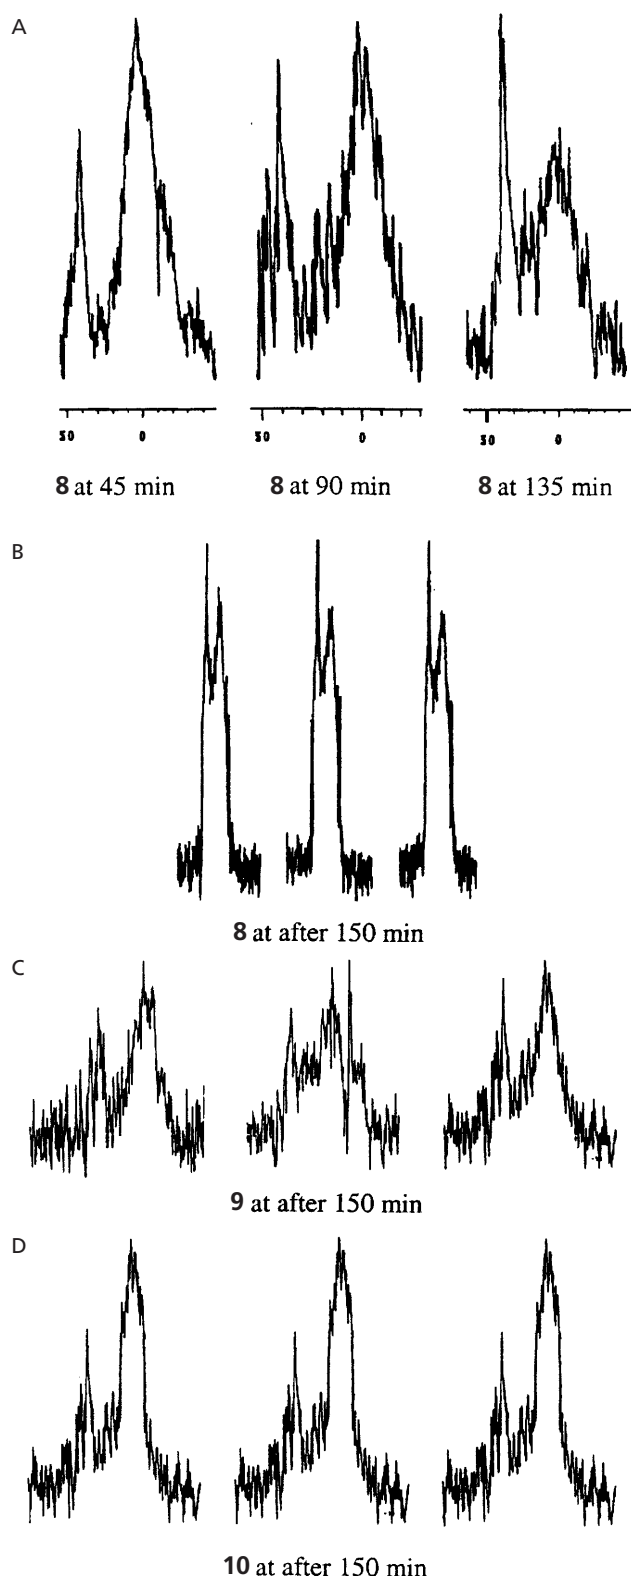 A
50 0 50 0 50 0
8 at 45 min 8 at 90 min 8 at 135 min
B
8 at after 150 min
C
9 at after 150 min
D
10 at after 150 min